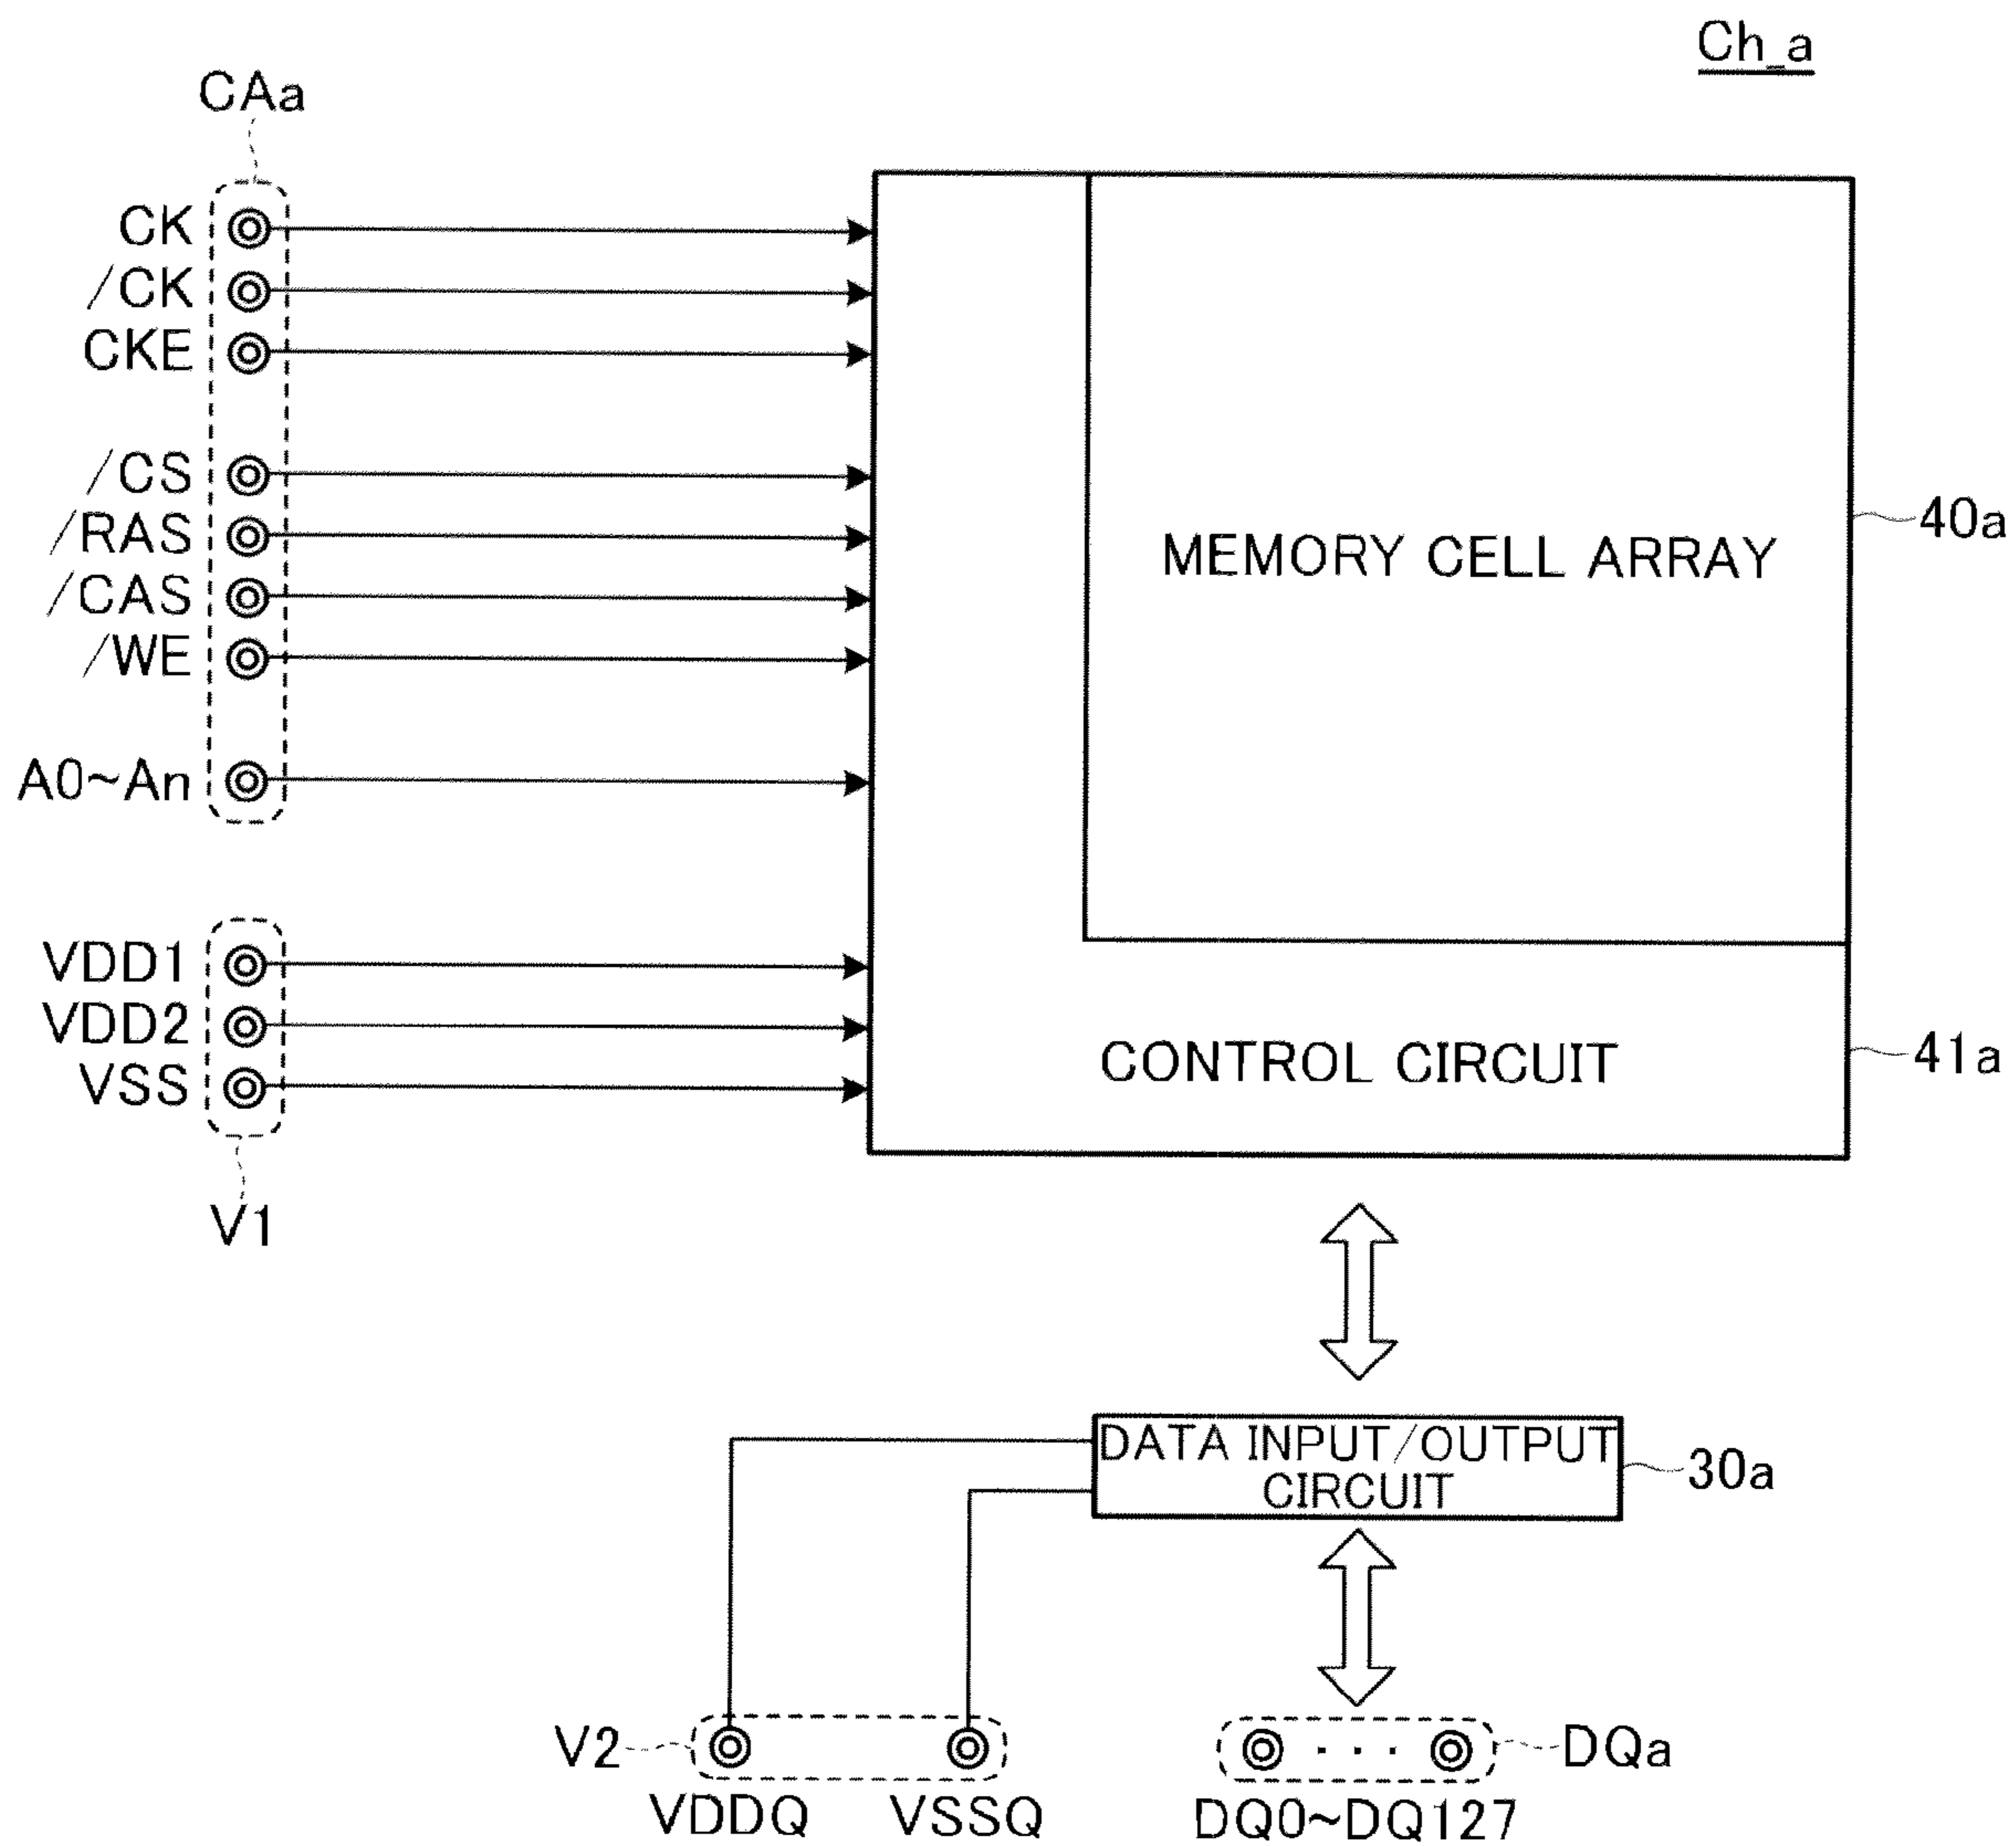 Ch_a
CAa
CK
/CK
CKE
/CS
/RAS
/CAS
/WE
A0~An
MEMORY CELL ARRAY
40a
VDD1
VDD2
VSS
V1
CONTROL CIRCUIT
41a
DATA INPUT/OUTPUT
CIRCUIT
30a
V2
VDDQ
VSSQ
DQa
DQ0~DQ127